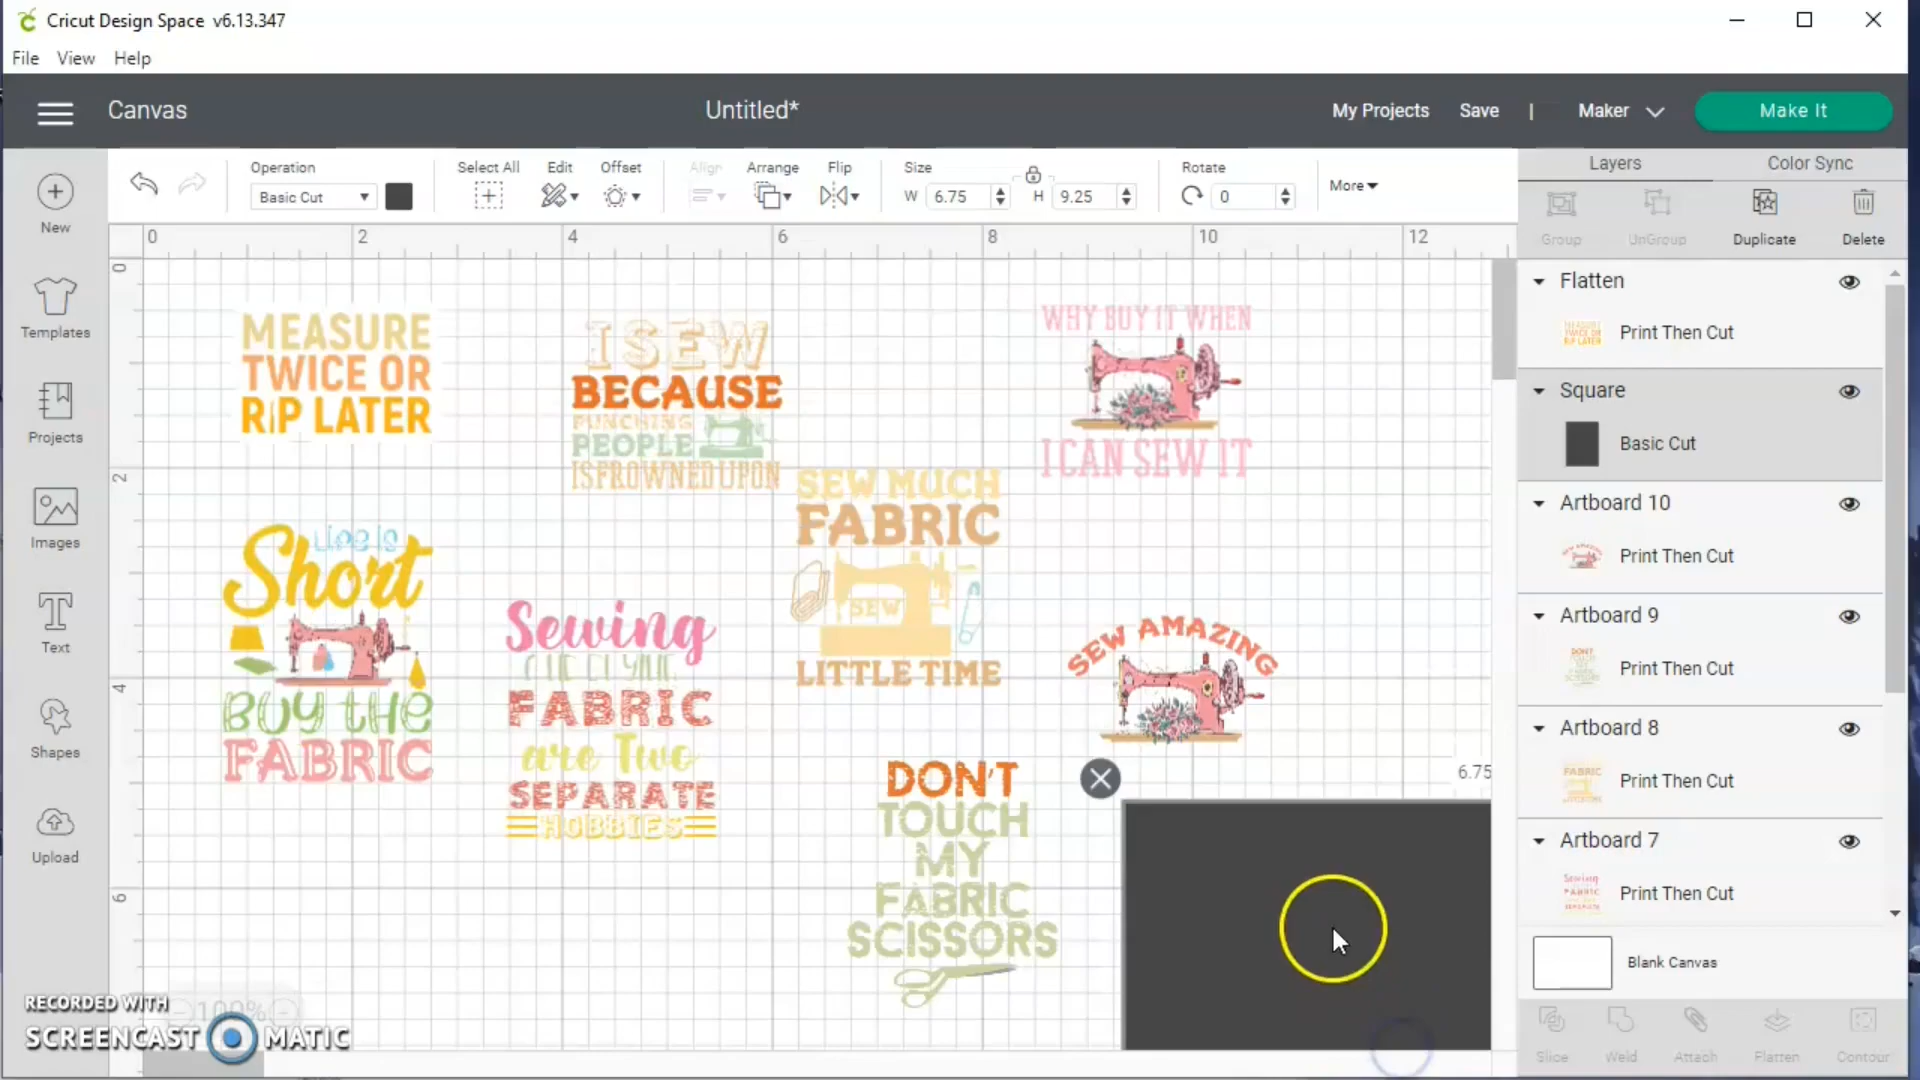 Cricut Design Space v6.13.347
File View Help
Canvas
Untitled*
My Projects Save | Maker Make It
Operation
Basic Cut
Select All Edit Offset Align Arrange Flip
Size
W 6.75 H 9.25
Rotate
0
More
Layers Color Sync
Group UnGroup Duplicate Delete
New
Templates
Projects
Images
Text
Shapes
Upload
0 2 4 6 8 10 12
0
2
4
6
MEASURE
TWICE OR
RIP LATER
I SEW
BECAUSE
PUNCHING
PEOPLE
IS FROWNED UPON
WHY BUY IT WHEN
I CAN SEW IT
SEW MUCH
FABRIC
SEW
LITTLE TIME
Life is
Short
BUY tHe
FABRIC
Sewing
FABRIC
are Two
SEPARATE
HOBBIES
SEW AMAZING
DON'T
TOUCH
MY
FABRIC
SCISSORS
6.75
Flatten
Print Then Cut
Square
Basic Cut
Artboard 10
Print Then Cut
Artboard 9
Print Then Cut
Artboard 8
Print Then Cut
Artboard 7
Print Then Cut
Blank Canvas
Slice Weld Attach Flatten Contour
100%
RECORDED WITH
SCREENCAST MATIC